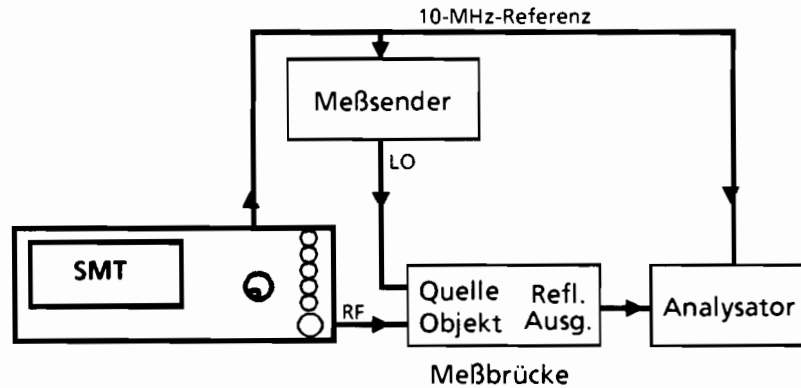 10-MHz-Referenz
Meßsender
LO
SMT
RF
Quelle Refl.
Objekt Ausg.
Analysator
Meßbrücke